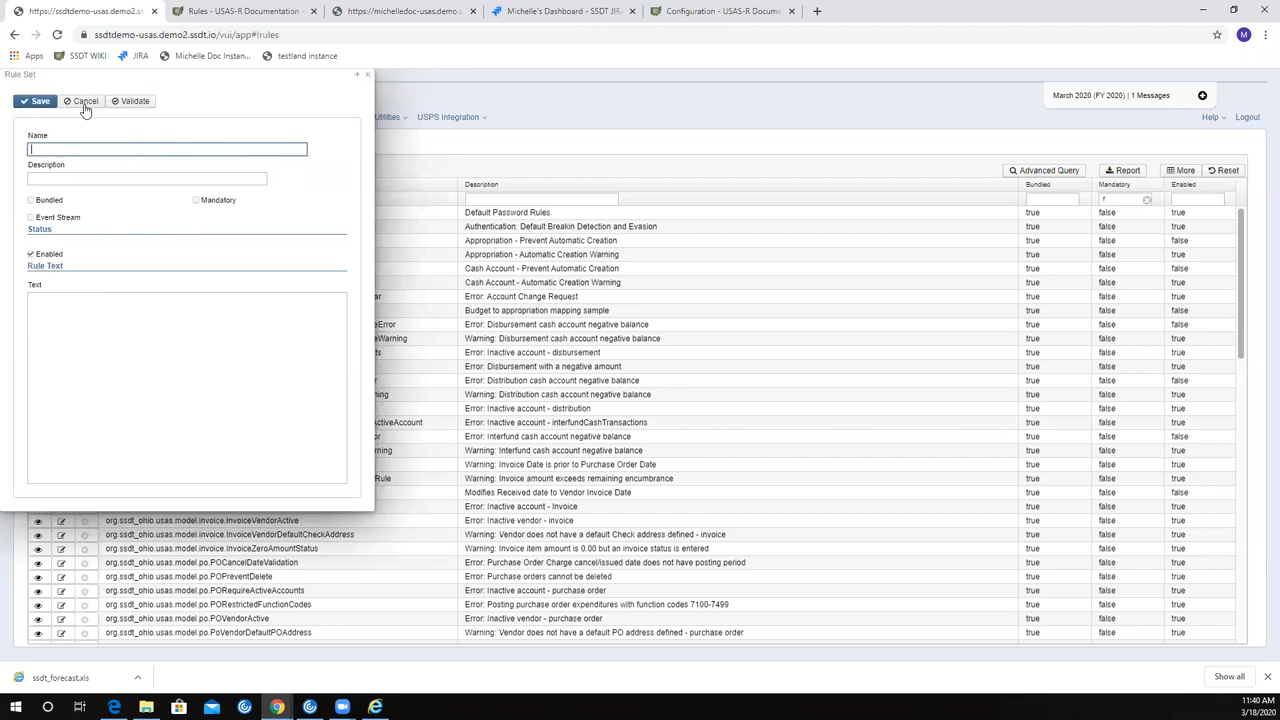 https://ssdtdemo-usas.demo2.ss
Rules - USAS-R Documentation -
https://michelledoc-usas.demo2.
Michelle's Dashboard - SSDT JIR
Configuration - USAS-R Documen
ssdtdemo-usas.demo2.ssdt.io/vui/app#!rules
M
Apps SSDT WIKI JIRA Michelle Doc Instan... testland instance
Rule Set
March 2020 (FY 2020) | 1 Messages
Save Cancel Validate
Utilities USPS Integration Help Logout
Name
Description
Bundled Mandatory
Event Stream
Status
Enabled
Rule Text
Text
Advanced Query Report More Reset
Description Bundled Mandatory Enabled
f
Default Password Rules true false true
Authentication: Default Breakin Detection and Evasion true false true
Appropriation - Prevent Automatic Creation true false false
Appropriation - Automatic Creation Warning true false true
Cash Account - Prevent Automatic Creation true false false
Cash Account - Automatic Creation Warning true false true
ar Error: Account Change Request true false true
Budget to appropriation mapping sample true false false
eError Error: Disbursement cash account negative balance true false false
eWarning Warning: Disbursement cash account negative balance true false true
ts Error: Inactive account - disbursement true false true
Error: Disbursement with a negative amount true false true
r Error: Distribution cash account negative balance true false false
ning Warning: Distribution cash account negative balance true false true
Error: Inactive account - distribution true false true
ActiveAccount Error: Inactive account - interfundCashTransactions true false true
or Error: Interfund cash account negative balance true false false
rning Warning: Interfund cash account negative balance true false true
Warning: Invoice Date is prior to Purchase Order Date true false true
Rule Warning: Invoice amount exceeds remaining encumbrance true false true
Modifies Received date to Vendor Invoice Date true false false
Error: Inactive account - Invoice true false true
org.ssdt_ohio.usas.model.invoice.InvoiceVendorActive Error: Inactive vendor - invoice true false true
org.ssdt_ohio.usas.model.invoice.InvoiceVendorDefaultCheckAddress Warning: Vendor does not have a default Check address defined - invoice true false true
org.ssdt_ohio.usas.model.invoice.InvoiceZeroAmountStatus Warning: Invoice item amount is 0.00 but an invoice status is entered true false true
org.ssdt_ohio.usas.model.po.POCancelDateValidation Error: Purchase Order Charge cancel/issued date does not have posting period true false true
org.ssdt_ohio.usas.model.po.POPreventDelete Error: Purchase orders cannot be deleted true false true
org.ssdt_ohio.usas.model.po.PORequireActiveAccounts Error: Inactive account - purchase order true false true
org.ssdt_ohio.usas.model.po.PORestrictedFunctionCodes Error: Posting purchase order expenditures with function codes 7100-7499 true false true
org.ssdt_ohio.usas.model.po.POVendorActive Error: Inactive vendor - purchase order true false true
org.ssdt_ohio.usas.model.po.PoVendorDefaultPOAddress Warning: Vendor does not have a default PO address defined - purchase order true false true
ssdt_forecast.xls Show all
11:40 AM
3/18/2020